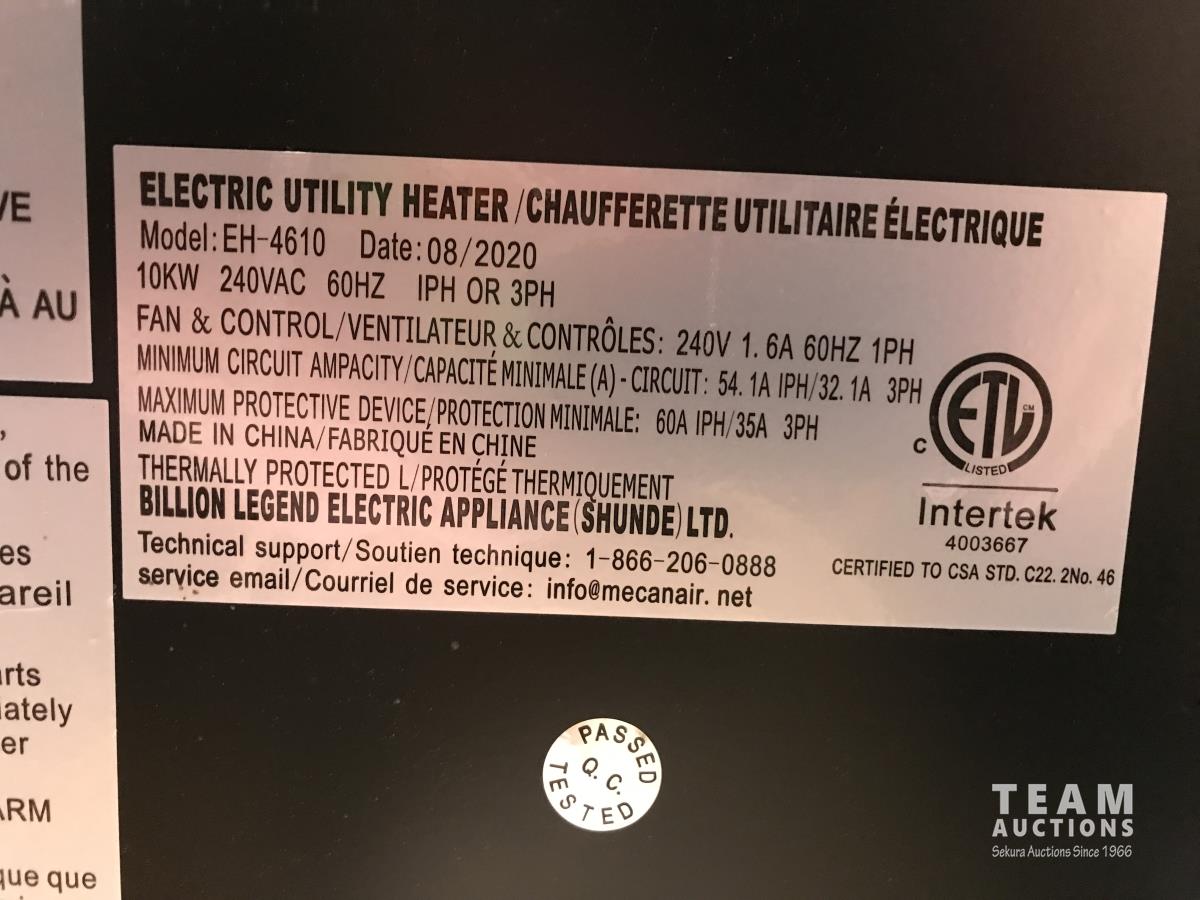 VE
À AU
,
of the
es
areil
rts
iately
er
ARM
que que
ELECTRIC UTILITY HEATER/CHAUFFERETTE UTILITAIRE ÉLECTRIQUE
Model: EH-4610 Date: 08/2020
10KW 240VAC 60HZ IPH OR 3PH
FAN & CONTROL/VENTILATEUR & CONTRÔLES: 240V 1. 6A 60HZ 1PH
MINIMUM CIRCUIT AMPACITY/CAPACITÉ MINIMALE (A) - CIRCUIT: 54. 1A IPH/32. 1A 3PH
MAXIMUM PROTECTIVE DEVICE/PROTECTION MINIMALE: 60A IPH/35A 3PH
MADE IN CHINA/FABRIQUÉ EN CHINE
THERMALLY PROTECTED L/PROTÉGÉ THERMIQUEMENT
BILLION LEGEND ELECTRIC APPLIANCE (SHUNDE) LTD.
Technical support/Soutien technique: 1-866-206-0888
service email/Courriel de service: info@mecanair. net
ETL CM
C
LISTED
Intertek
4003667
CERTIFIED TO CSA STD. C22. 2No. 46
PASSED
Q. C.
TESTED
TEAM
AUCTIONS
Sekura Auctions Since 1966